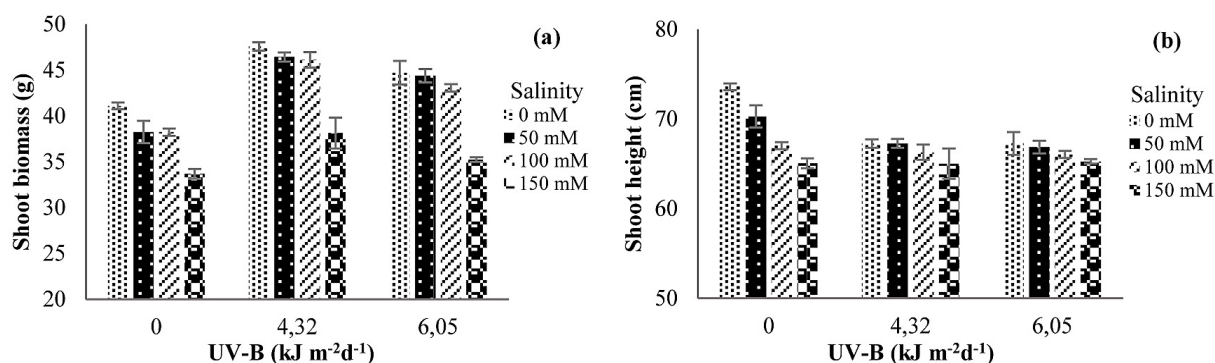 50
45
40
35
30
25
20
Shoot biomass (g)
(a)
Salinity
0 mM
50 mM
100 mM
150 mM
0 4,32 6,05
UV-B (kJ m⁻²d⁻¹)
80
70
60
50
Shoot height (cm)
(b)
Salinity
0 mM
50 mM
100 mM
150 mM
0 4,32 6,05
UV-B (kJ m⁻²d⁻¹)